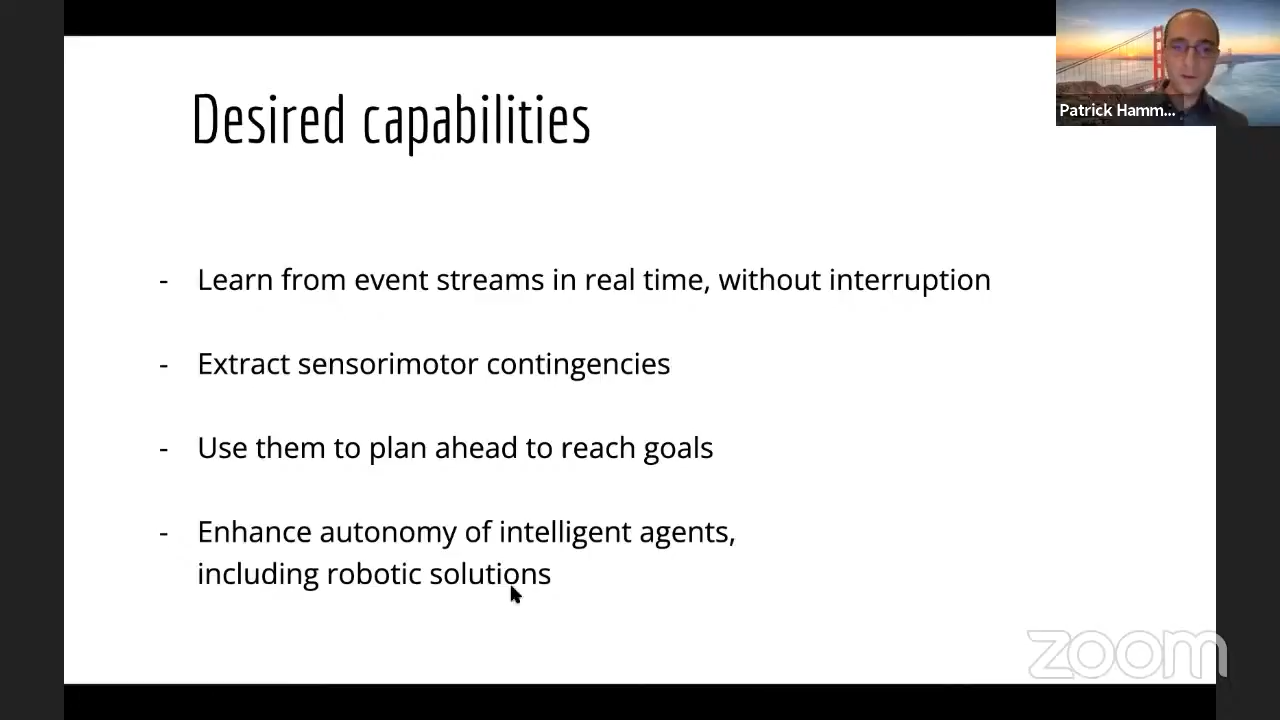 Desired capabilities
Patrick Hamm...
- Learn from event streams in real time, without interruption
- Extract sensorimotor contingencies
- Use them to plan ahead to reach goals
- Enhance autonomy of intelligent agents,
including robotic solutions
zoom